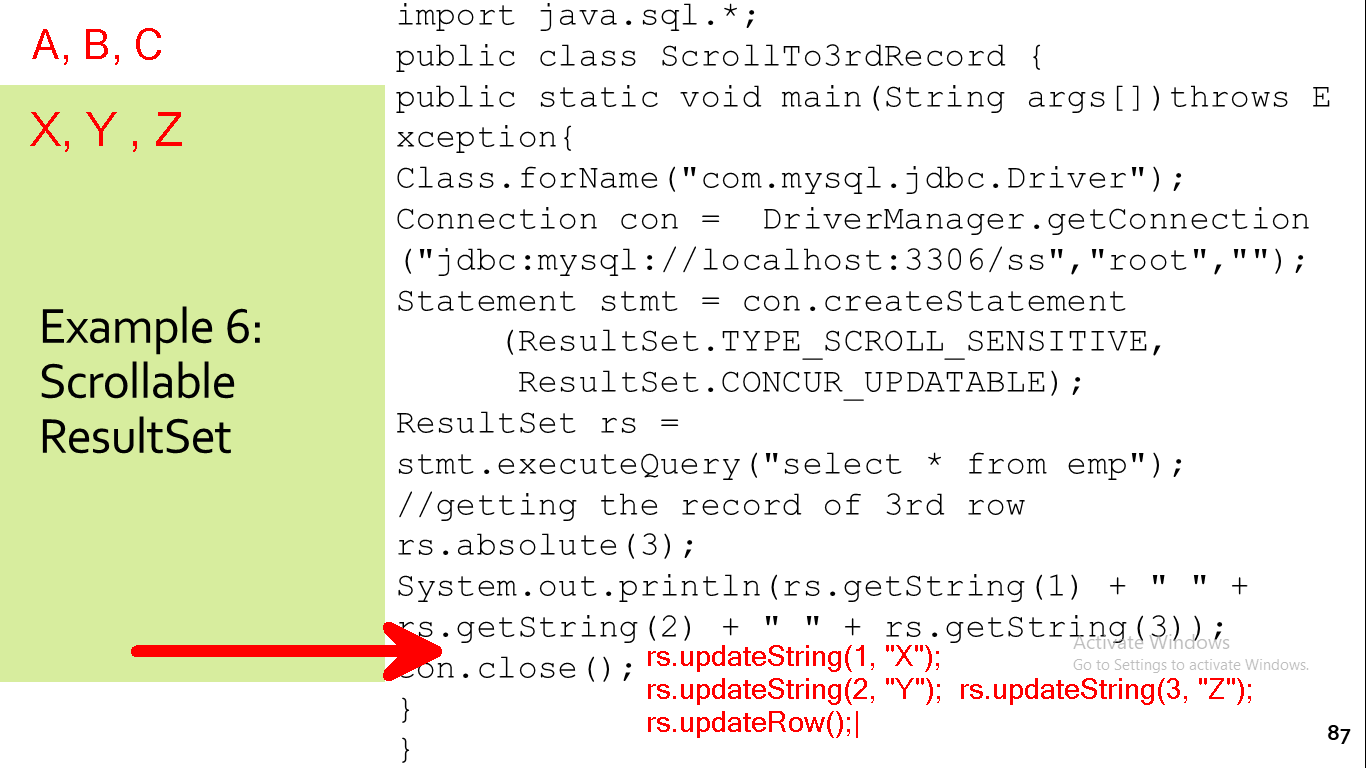 A, B, C
X, Y , Z
Example 6:
Scrollable
ResultSet
import java.sql.*;
public class ScrollTo3rdRecord {
public static void main(String args[])throws E
xception{
Class.forName("com.mysql.jdbc.Driver");
Connection con =  DriverManager.getConnection
("jdbc:mysql://localhost:3306/ss","root","");
Statement stmt = con.createStatement
(ResultSet.TYPE_SCROLL_SENSITIVE,
ResultSet.CONCUR_UPDATABLE);
ResultSet rs =
stmt.executeQuery("select * from emp");
//getting the record of 3rd row
rs.absolute(3);
System.out.println(rs.getString(1) + " " +
rs.getString(2) + " " + rs.getString(3));
con.close();
}
}
rs.updateString(1, "X");
rs.updateString(2, "Y");  rs.updateString(3, "Z");
rs.updateRow();
Activate Windows
Go to Settings to activate Windows.
87